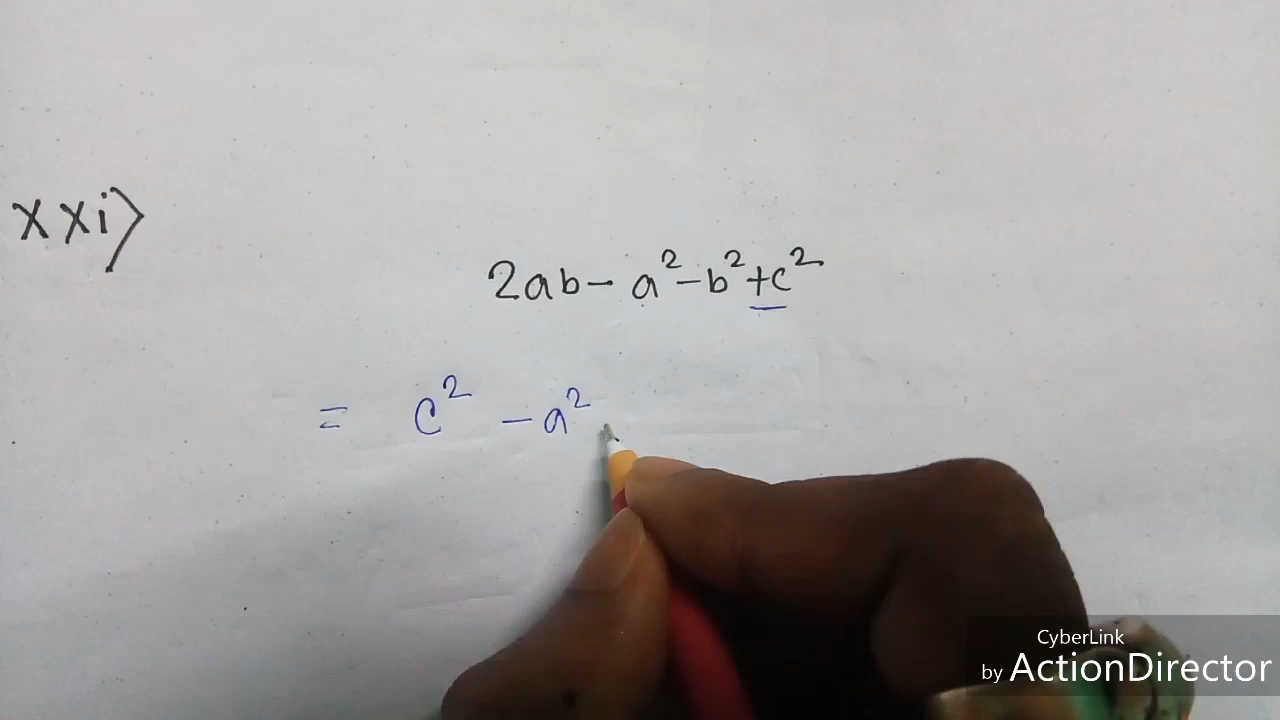 xxi>
2ab - a² - b² + c²
= c² - a²
CyberLink
by ActionDirector